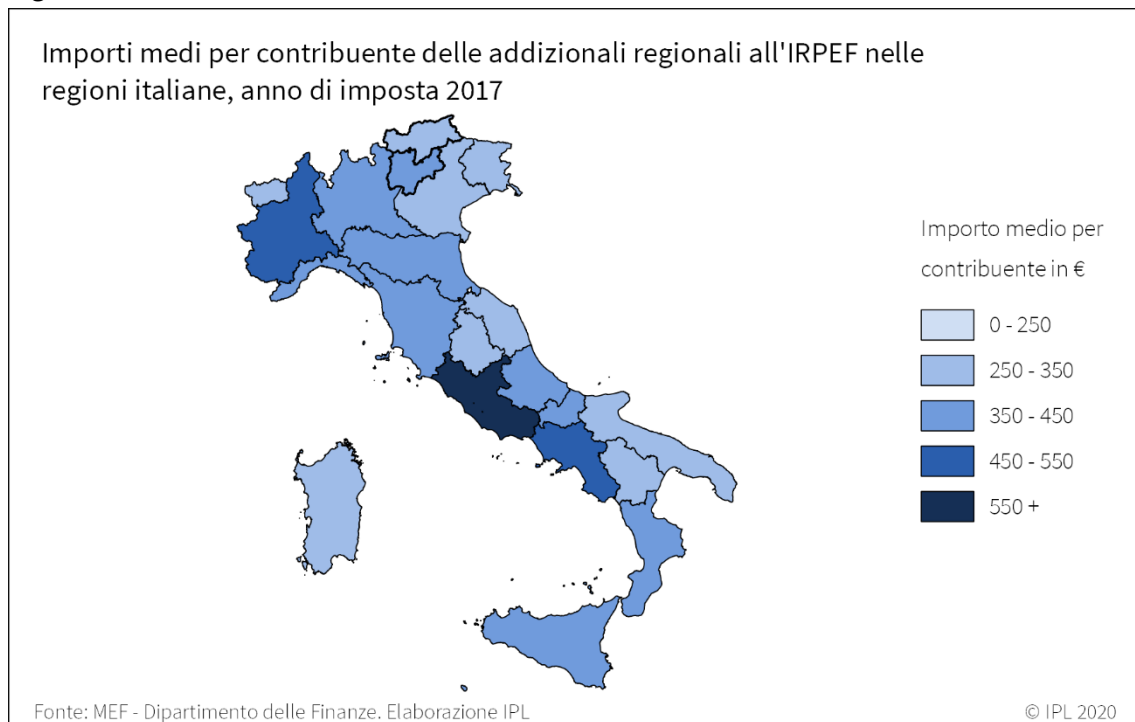 Importi medi per contribuente delle addizionali regionali all'IRPEF nelle
regioni italiane, anno di imposta 2017
Importo medio per
contribuente in €
0 - 250
250 - 350
350 - 450
450 - 550
550 +
Fonte: MEF - Dipartimento delle Finanze. Elaborazione IPL
© IPL 2020